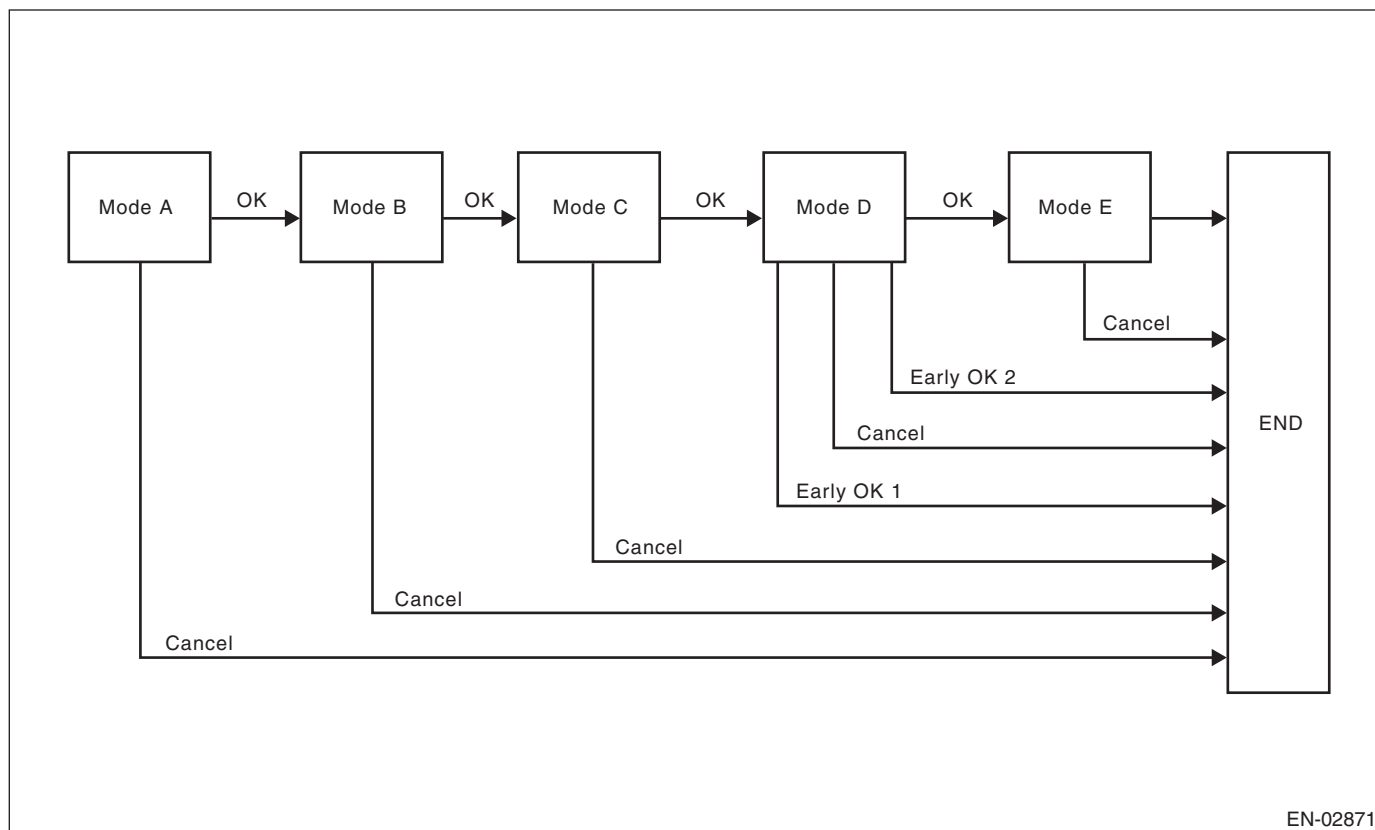 Mode A
OK
Mode B
OK
Mode C
OK
Mode D
OK
Mode E
Cancel
Early OK 2
END
Cancel
Early OK 1
Cancel
Cancel
Cancel
EN-02871